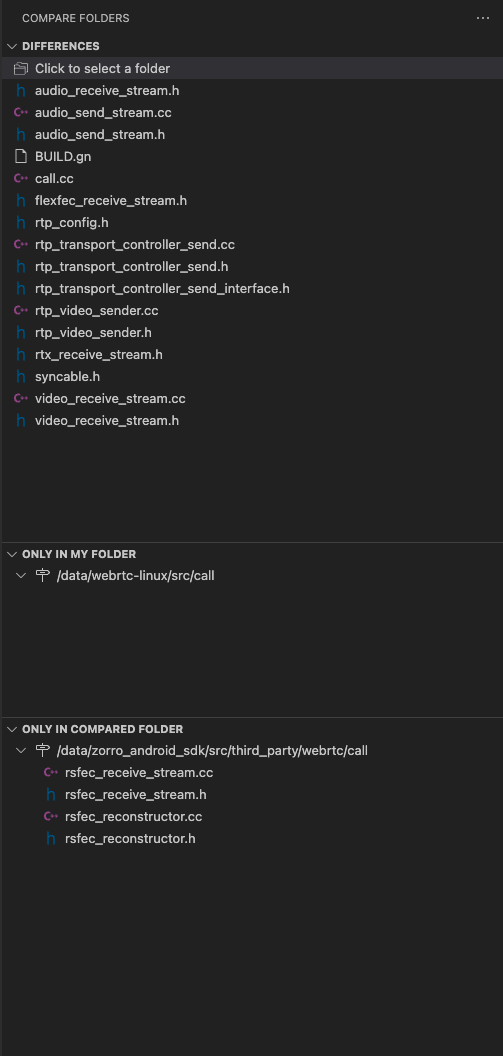 COMPARE FOLDERS
DIFFERENCES
Click to select a folder
h audio_receive_stream.h
C++ audio_send_stream.cc
h audio_send_stream.h
BUILD.gn
C++ call.cc
h flexfec_receive_stream.h
h rtp_config.h
C++ rtp_transport_controller_send.cc
h rtp_transport_controller_send.h
h rtp_transport_controller_send_interface.h
C++ rtp_video_sender.cc
h rtp_video_sender.h
h rtx_receive_stream.h
h syncable.h
C++ video_receive_stream.cc
h video_receive_stream.h
ONLY IN MY FOLDER
/data/webrtc-linux/src/call
ONLY IN COMPARED FOLDER
/data/zorro_android_sdk/src/third_party/webrtc/call
C++ rsfec_receive_stream.cc
h rsfec_receive_stream.h
C++ rsfec_reconstructor.cc
h rsfec_reconstructor.h